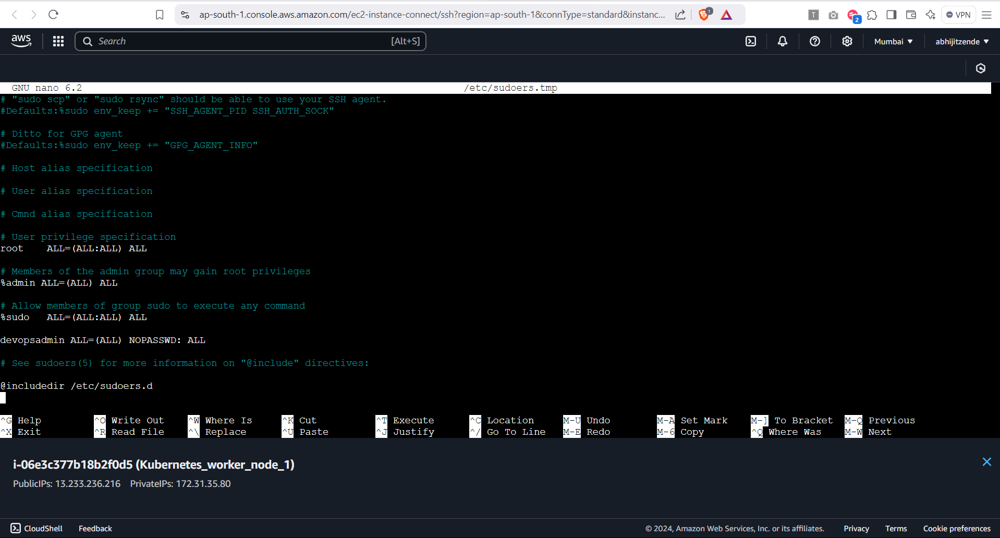 ap-south-1.console.aws.amazon.com/ec2-instance-connect/ssh?region=ap-south-1&connType=standard&instanc...
1
T
2
VPN
aws
Search
[Alt+S]
Mumbai
abhijitzende
GNU nano 6.2
/etc/sudoers.tmp
# "sudo scp" or "sudo rsync" should be able to use your SSH agent.
#Defaults:%sudo env_keep += "SSH_AGENT_PID SSH_AUTH_SOCK"
# Ditto for GPG agent
#Defaults:%sudo env_keep += "GPG_AGENT_INFO"
# Host alias specification
# User alias specification
# Cmnd alias specification
# User privilege specification
root    ALL=(ALL:ALL) ALL
# Members of the admin group may gain root privileges
%admin ALL=(ALL) ALL
# Allow members of group sudo to execute any command
%sudo   ALL=(ALL:ALL) ALL
devopsadmin ALL=(ALL) NOPASSWD: ALL
# See sudoers(5) for more information on "@include" directives:
@includedir /etc/sudoers.d
^G Help ^O Write Out ^W Where Is ^K Cut ^T Execute ^C Location M-U Undo M-A Set Mark M-] To Bracket M-Q Previous
^X Exit ^R Read File ^\ Replace ^U Paste ^J Justify ^/ Go To Line M-E Redo M-6 Copy ^Q Where Was M-W Next
i-06e3c377b18b2f0d5 (Kubernetes_worker_node_1)
PublicIPs: 13.233.236.216 PrivateIPs: 172.31.35.80
CloudShell Feedback © 2024, Amazon Web Services, Inc. or its affiliates. Privacy Terms Cookie preferences